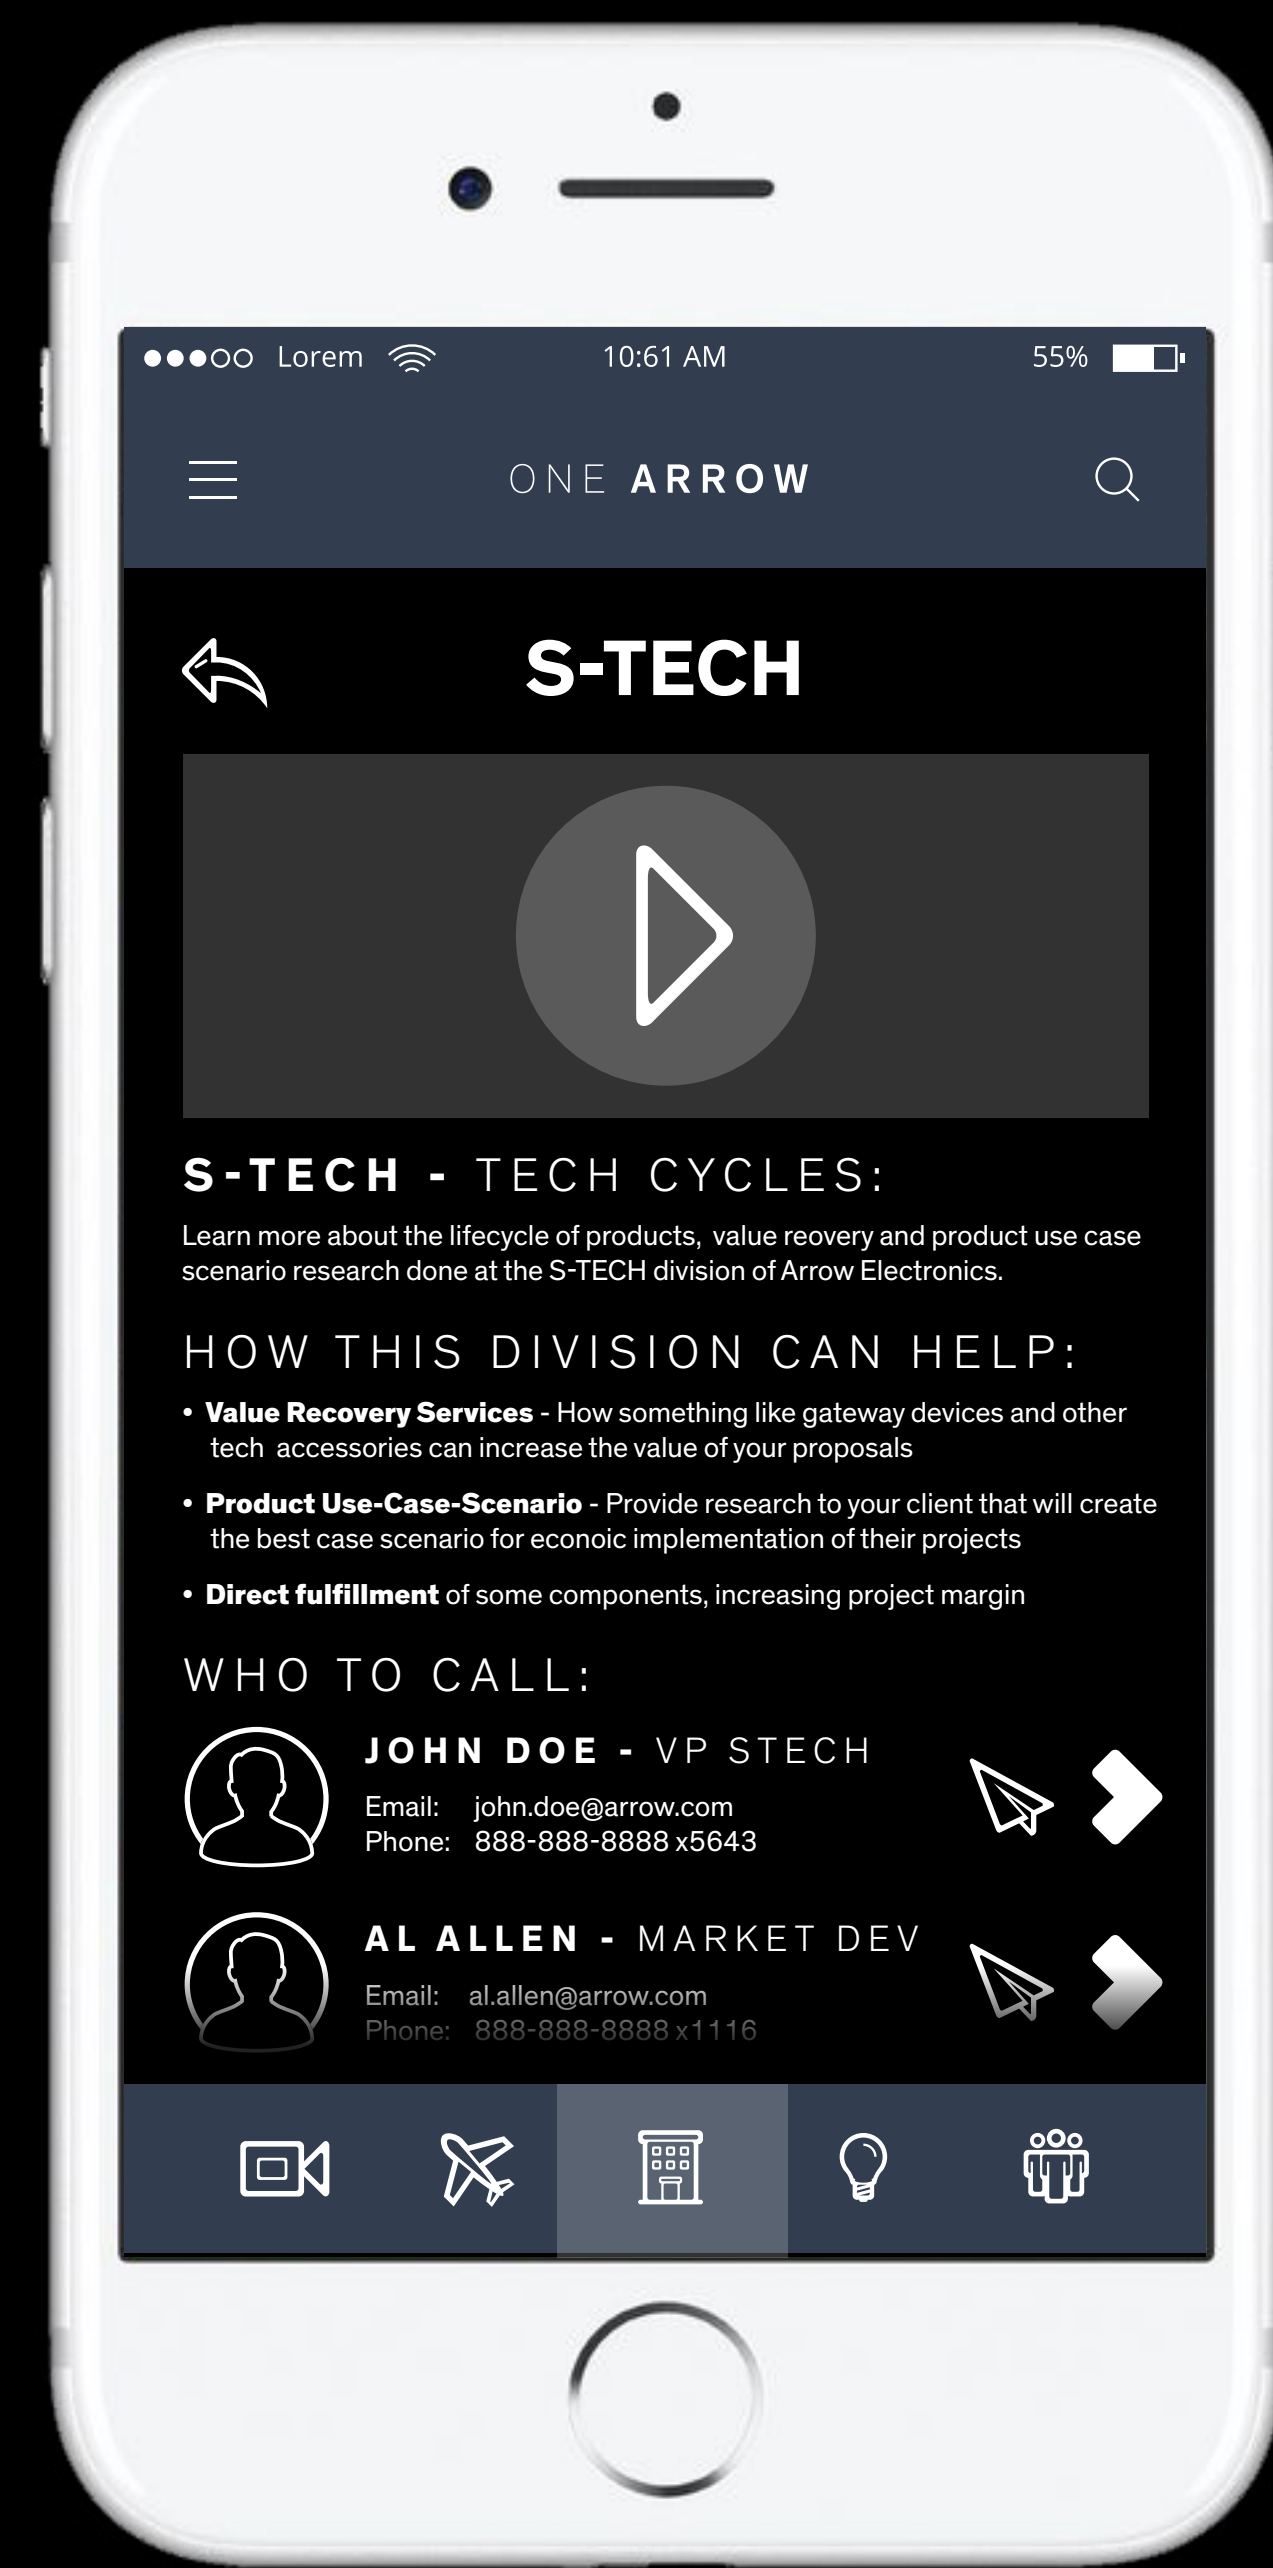 Lorem 10:61 AM 55%
ONE ARROW
S-TECH
S-TECH - TECH CYCLES:
Learn more about the lifecycle of products, value reovery and product use case
scenario research done at the S-TECH division of Arrow Electronics.
HOW THIS DIVISION CAN HELP:
• Value Recovery Services - How something like gateway devices and other
tech accessories can increase the value of your proposals
• Product Use-Case-Scenario - Provide research to your client that will create
the best case scenario for econoic implementation of their projects
• Direct fulfillment of some components, increasing project margin
WHO TO CALL:
JOHN DOE - VP STECH
Email: john.doe@arrow.com
Phone: 888-888-8888 x5643
AL ALLEN - MARKET DEV
Email: al.allen@arrow.com
Phone: 888-888-8888 x1116